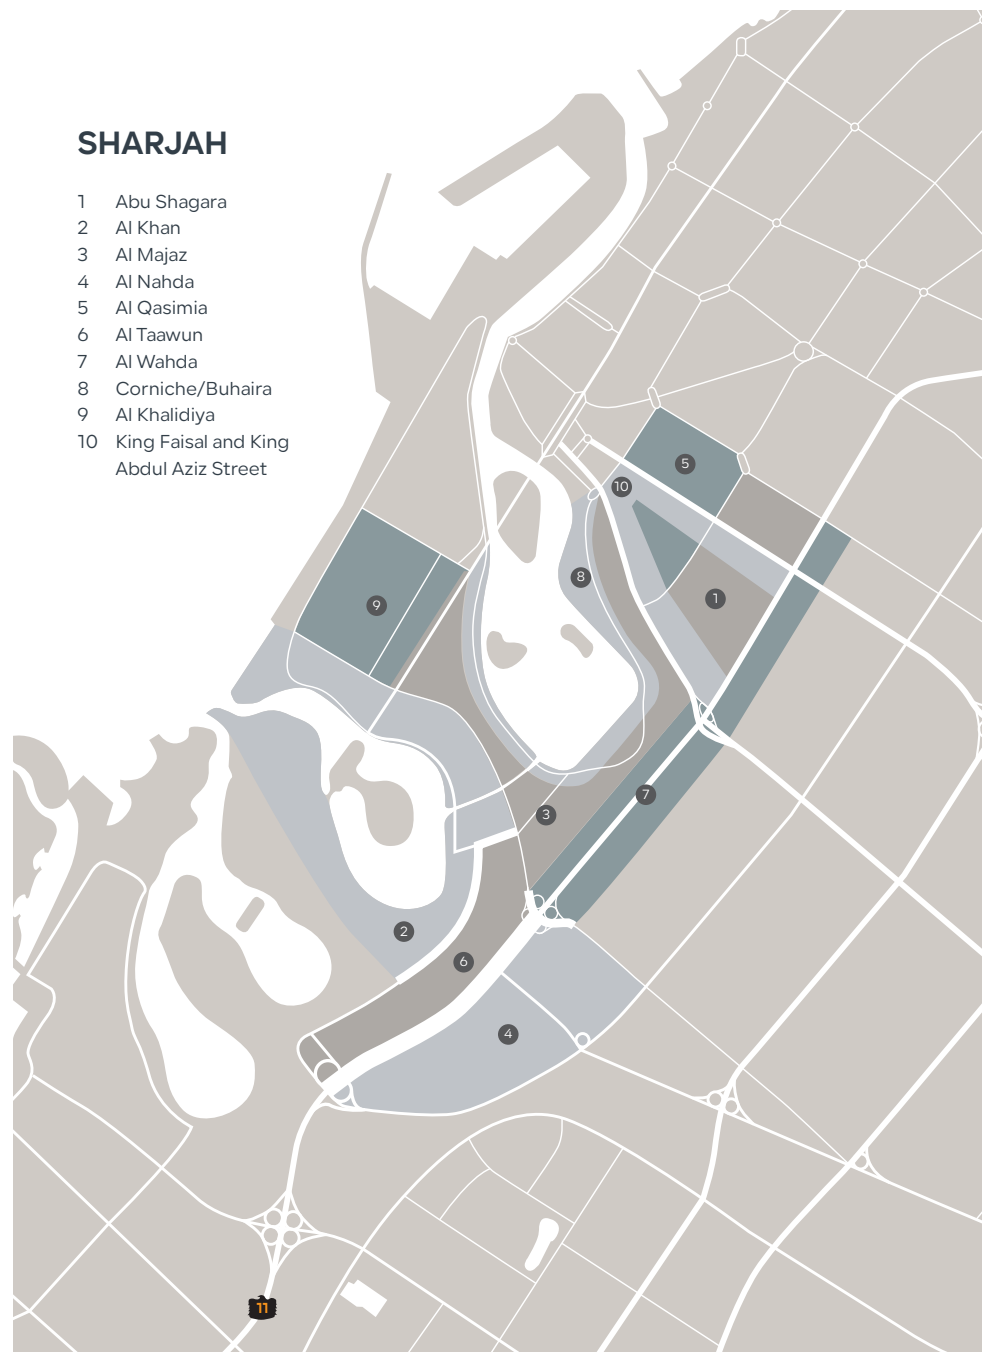 SHARJAH
1 Abu Shagara
2 Al Khan
3 Al Majaz
4 Al Nahda
5 Al Qasimia
6 Al Taawun
7 Al Wahda
8 Corniche/Buhaira
9 Al Khalidiya
10 King Faisal and King
Abdul Aziz Street
5
10
8
1
9
7
3
2
6
4
11